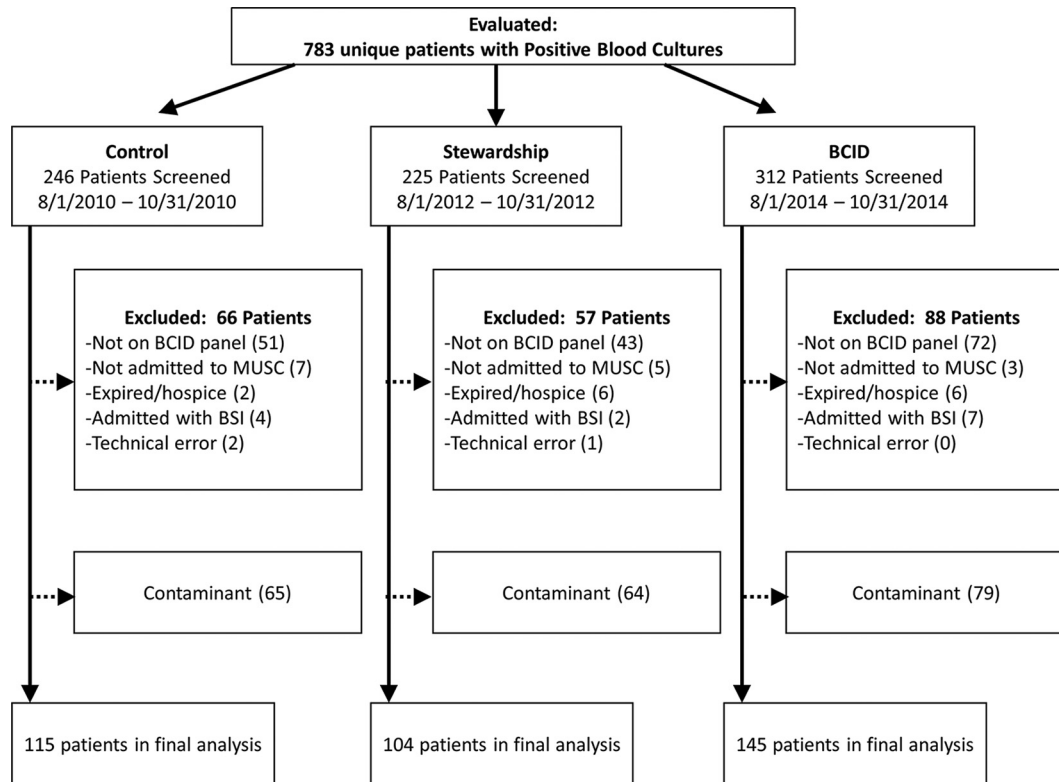 Evaluated:
783 unique patients with Positive Blood Cultures
Control
246 Patients Screened
8/1/2010 – 10/31/2010
Stewardship
225 Patients Screened
8/1/2012 – 10/31/2012
BCID
312 Patients Screened
8/1/2014 – 10/31/2014
Excluded: 66 Patients
-Not on BCID panel (51)
-Not admitted to MUSC (7)
-Expired/hospice (2)
-Admitted with BSI (4)
-Technical error (2)
Excluded: 57 Patients
-Not on BCID panel (43)
-Not admitted to MUSC (5)
-Expired/hospice (6)
-Admitted with BSI (2)
-Technical error (1)
Excluded: 88 Patients
-Not on BCID panel (72)
-Not admitted to MUSC (3)
-Expired/hospice (6)
-Admitted with BSI (7)
-Technical error (0)
Contaminant (65)
Contaminant (64)
Contaminant (79)
115 patients in final analysis
104 patients in final analysis
145 patients in final analysis